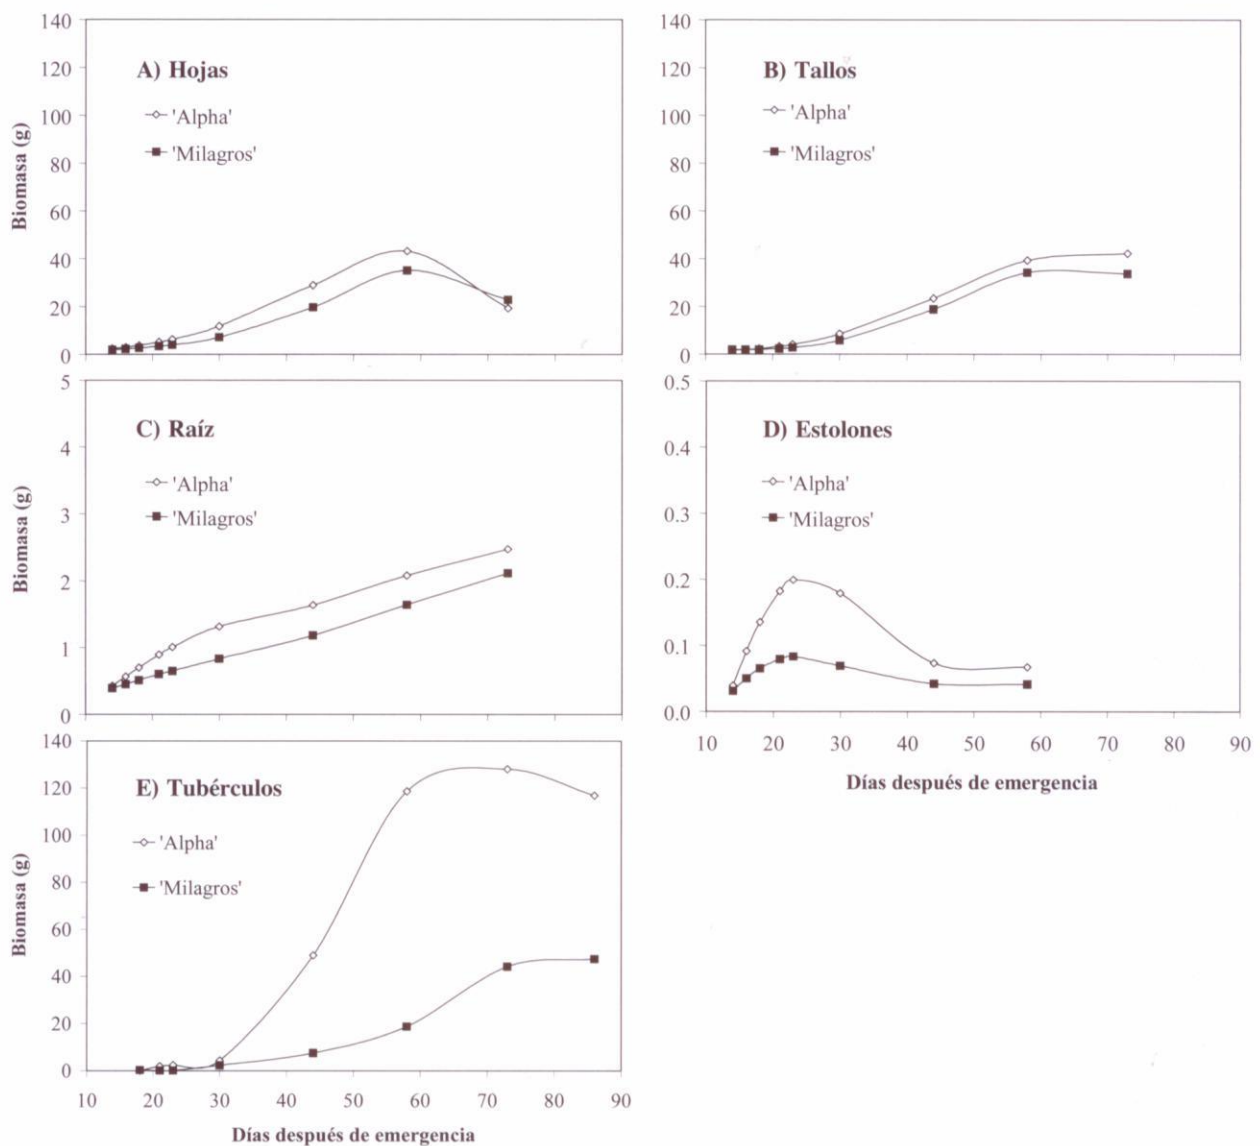 140
120
100
80
60
40
20
0
Biomasa (g)
A) Hojas
'Alpha'
'Milagros'
140
120
100
80
60
40
20
0
B) Tallos
'Alpha'
'Milagros'
5
4
3
2
1
0
Biomasa (g)
C) Raíz
'Alpha'
'Milagros'
0.5
0.4
0.3
0.2
0.1
0.0
D) Estolones
'Alpha'
'Milagros'
10 20 30 40 50 60 70 80 90
Días después de emergencia
140
120
100
80
60
40
20
0
Biomasa (g)
E) Tubérculos
'Alpha'
'Milagros'
10 20 30 40 50 60 70 80 90
Días después de emergencia